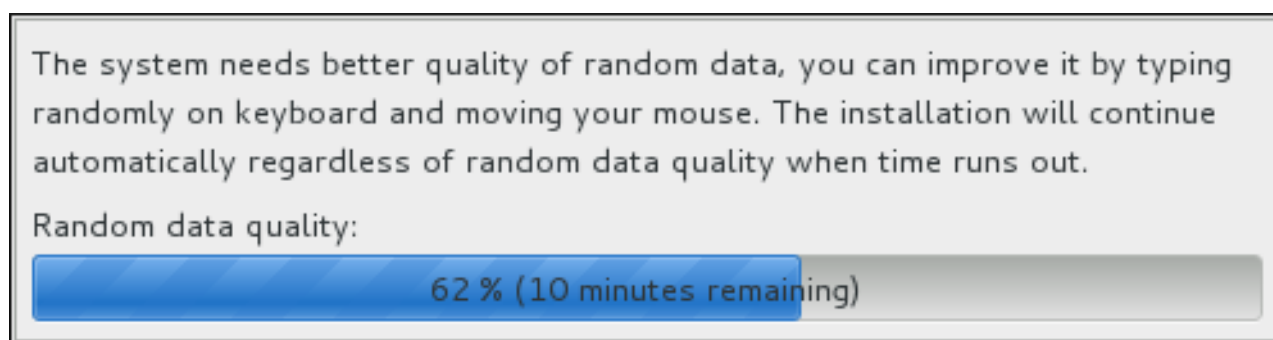 The system needs better quality of random data, you can improve it by typing
randomly on keyboard and moving your mouse. The installation will continue
automatically regardless of random data quality when time runs out.
Random data quality:
62 % (10 minutes remaining)